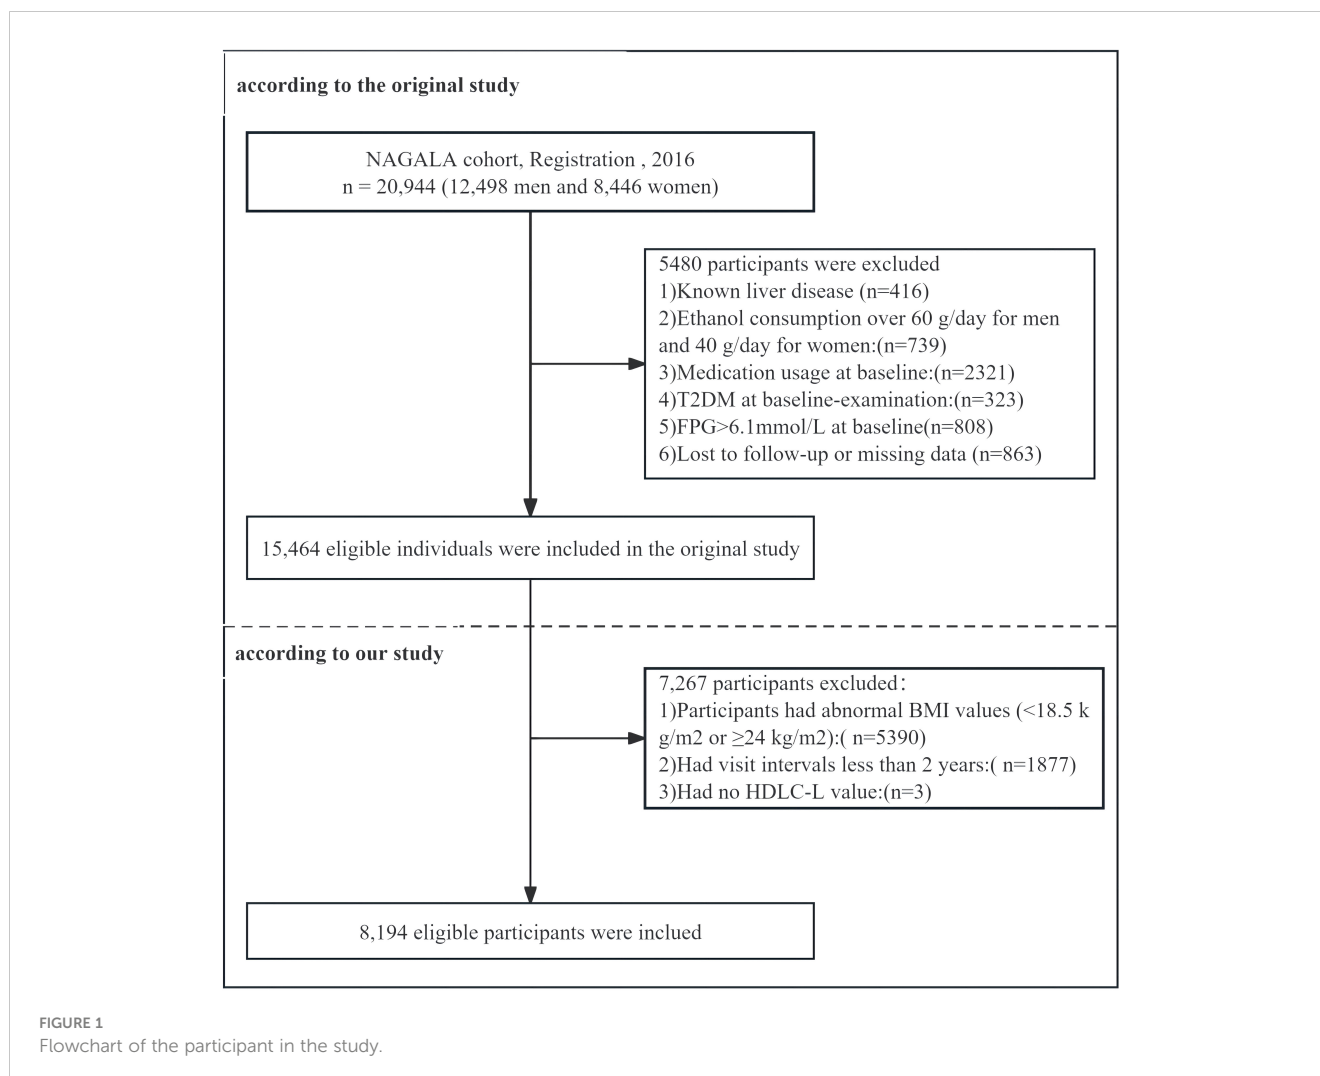 according to the original study
NAGALA cohort, Registration , 2016
n = 20,944 (12,498 men and 8,446 women)
5480 participants were excluded
1)Known liver disease (n=416)
2)Ethanol consumption over 60 g/day for men
and 40 g/day for women:(n=739)
3)Medication usage at baseline:(n=2321)
4)T2DM at baseline-examination:(n=323)
5)FPG>6.1mmol/L at baseline(n=808)
6)Lost to follow-up or missing data (n=863)
15,464 eligible individuals were included in the original study
according to our study
7,267 participants excluded：
1)Participants had abnormal BMI values (<18.5 k
g/m2 or ≥24 kg/m2):( n=5390)
2)Had visit intervals less than 2 years:( n=1877)
3)Had no HDLC-L value:(n=3)
8,194 eligible participants were inclued
FIGURE 1
Flowchart of the participant in the study.